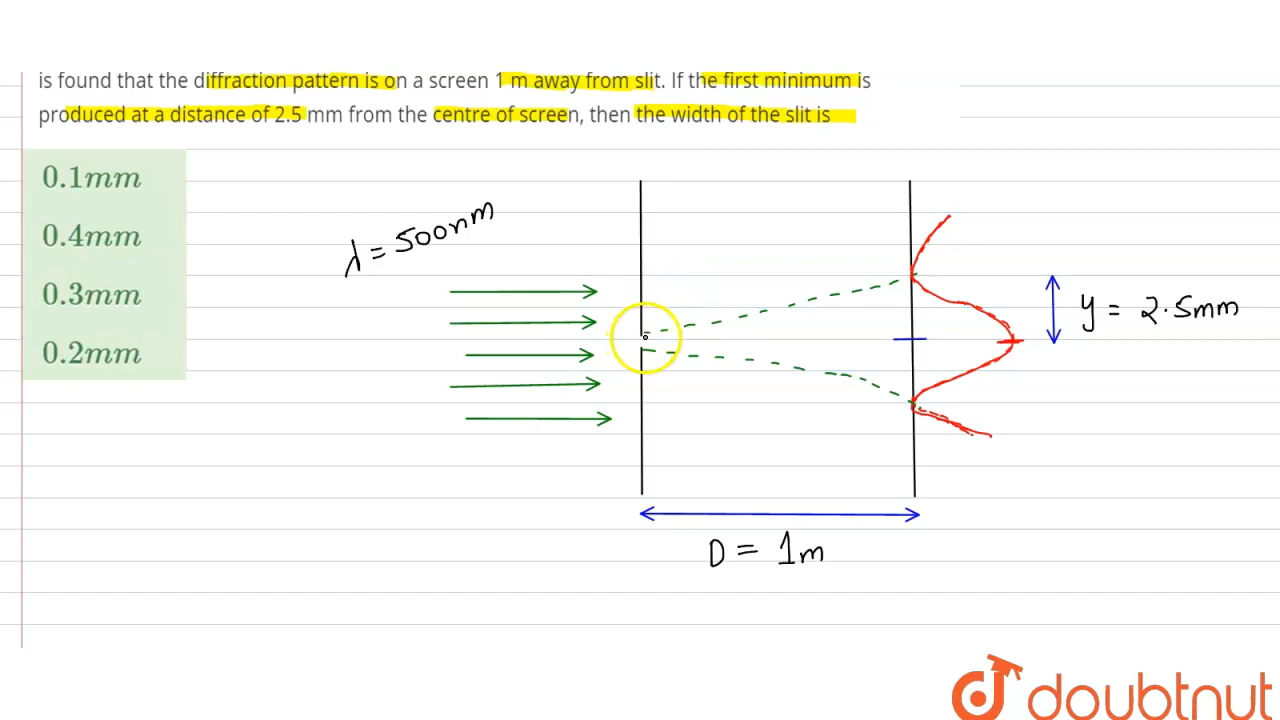 is found that the diffraction pattern is on a screen 1 m away from slit. If the first minimum is
produced at a distance of 2.5 mm from the centre of screen, then the width of the slit is
0.1mm
0.4mm
0.3mm
0.2mm
λ = 500nm
y = 2.5mm
D = 1m
doubtnut